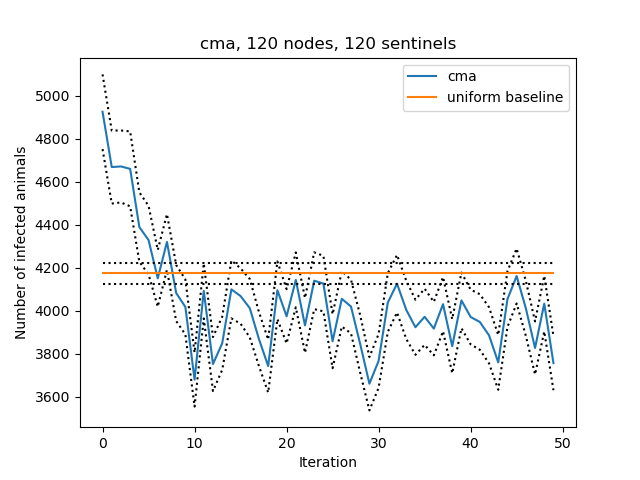 cma, 120 nodes, 120 sentinels
cma
uniform baseline
Number of infected animals
5000
4800
4600
4400
4200
4000
3800
3600
0 10 20 30 40 50
Iteration